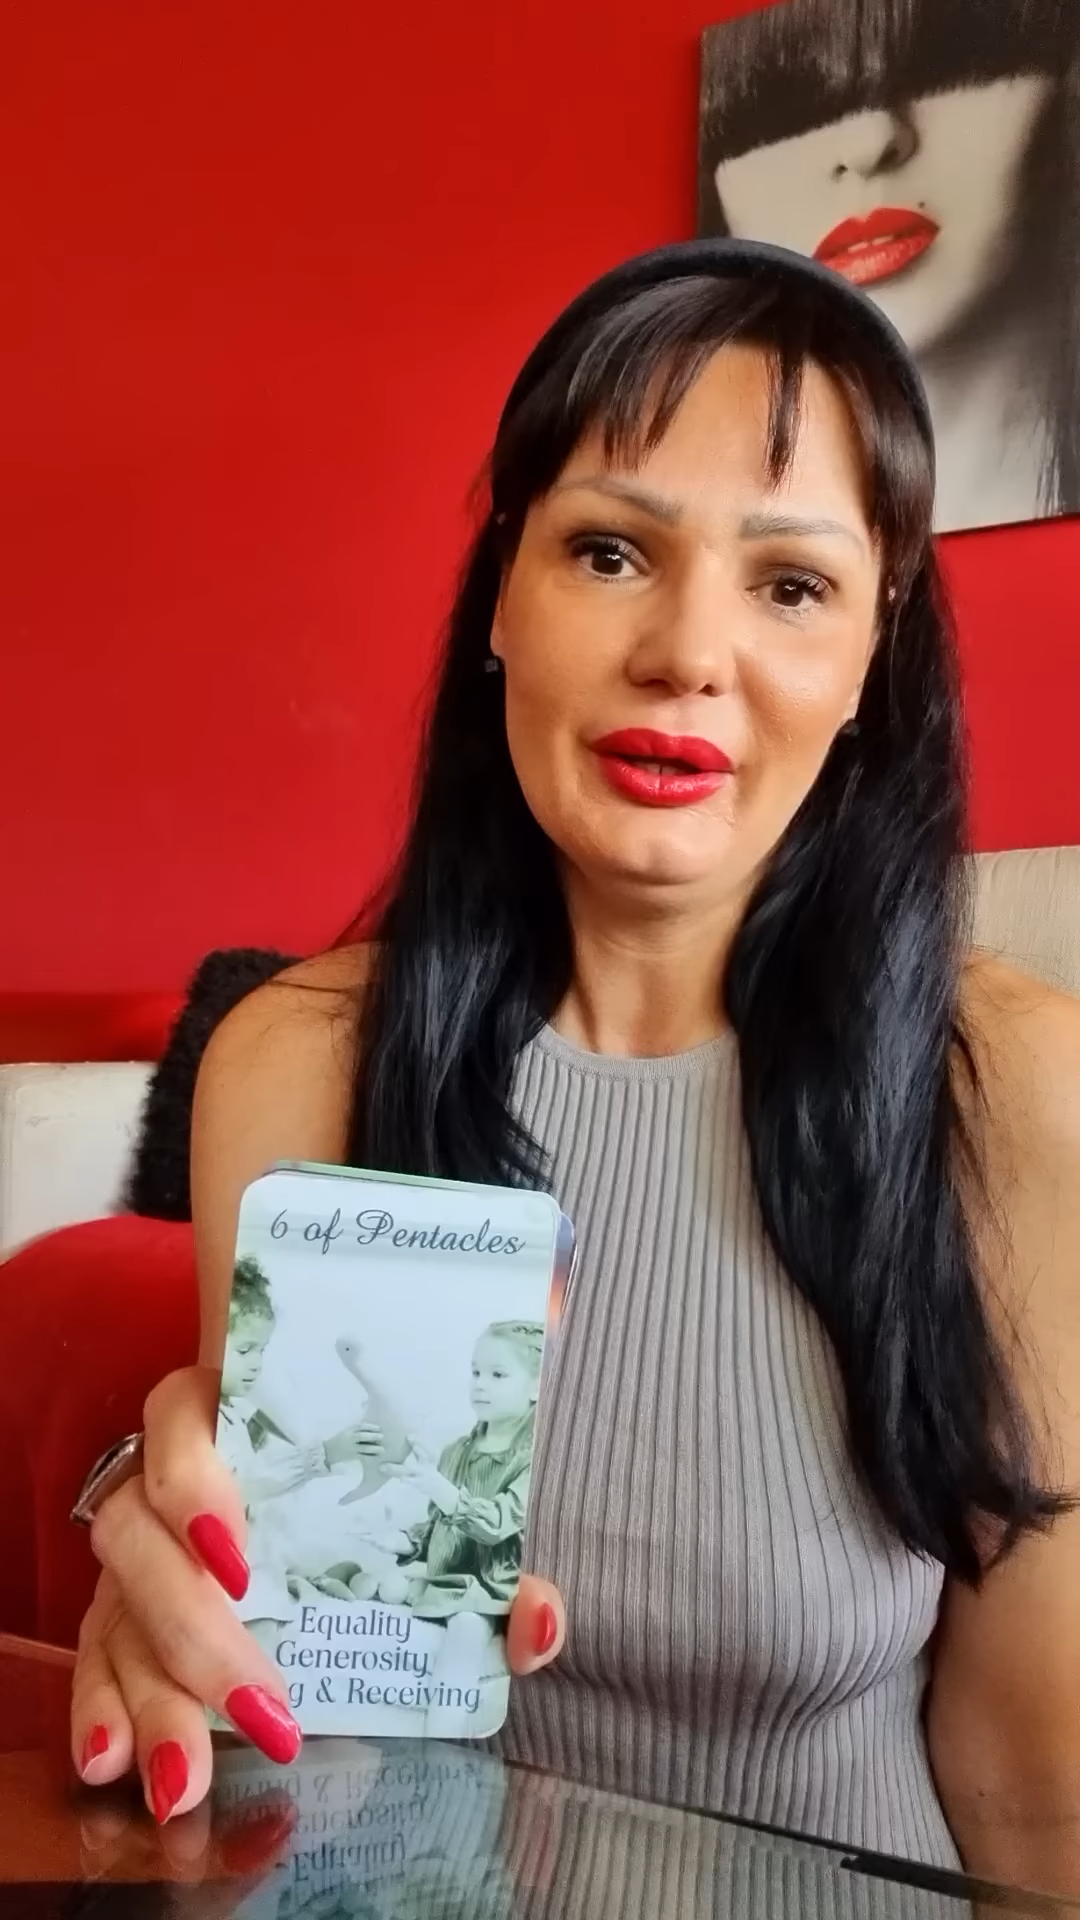 6 of Pentacles
Equality
Generosity
g & Receiving